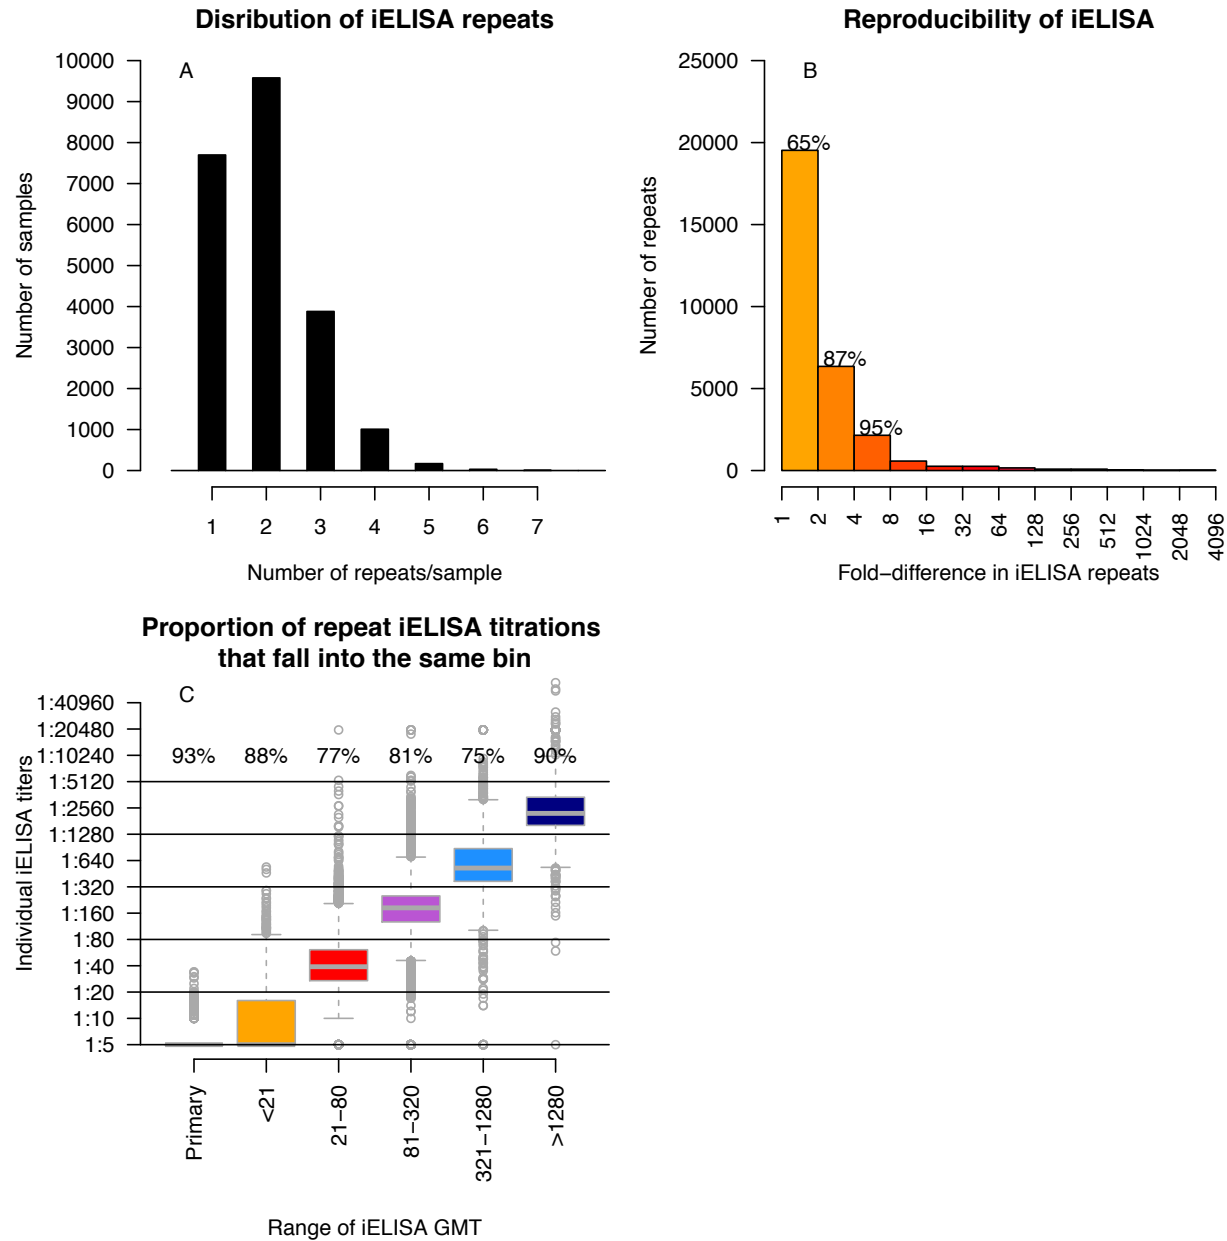 Disribution of iELISA repeats
A
10000
9000
8000
7000
6000
5000
4000
3000
2000
1000
0
Number of samples
1 2 3 4 5 6 7
Number of repeats/sample
Reproducibility of iELISA
B
25000
20000
15000
10000
5000
0
Number of repeats
65%
87%
95%
1 2 4 8 16 32 64 128 256 512 1024 2048 4096
Fold−difference in iELISA repeats
Proportion of repeat iELISA titrations
that fall into the same bin
C
1:40960
1:20480
1:10240
1:5120
1:2560
1:1280
1:640
1:320
1:160
1:80
1:40
1:20
1:10
1:5
Individual iELISA titers
93% 88% 77% 81% 75% 90%
Primary <21 21−80 81−320 321−1280 >1280
Range of iELISA GMT